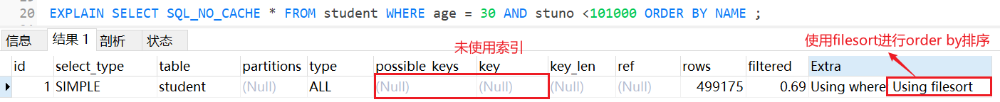 20 EXPLAIN SELECT SQL_NO_CACHE * FROM student WHERE age = 30 AND stuno <101000 ORDER BY NAME ;
信息 结果 1 剖析 状态
未使用索引 使用filesort进行order by排序
id select_type table partitions type possible_keys key key_len ref rows filtered Extra
1 SIMPLE student (Null) ALL (Null) (Null) (Null) (Null) 499175 0.69 Using where; Using filesort